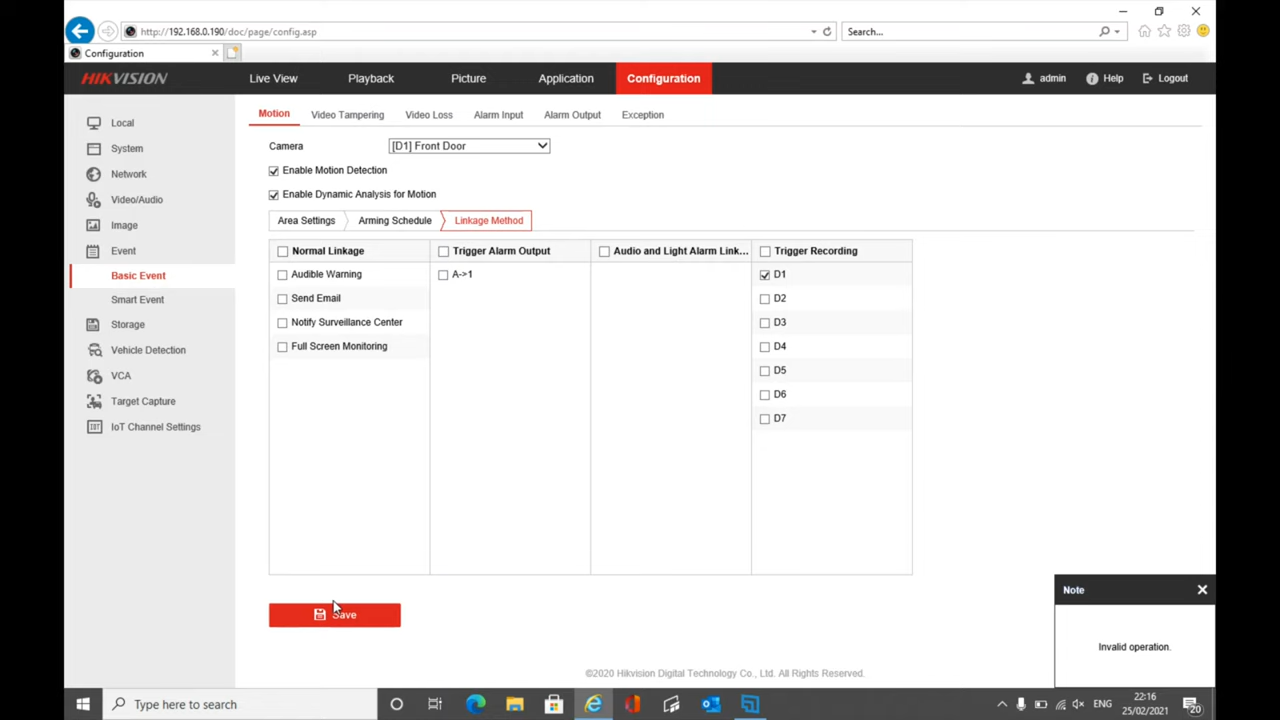 http://192.168.0.190/doc/page/config.asp
Search...
Configuration
HIKVISION
Live View
Playback
Picture
Application
Configuration
admin
Help
Logout
Local
System
Network
Video/Audio
Image
Event
Basic Event
Smart Event
Storage
Vehicle Detection
VCA
Target Capture
IOT
IoT Channel Settings
Motion
Video Tampering
Video Loss
Alarm Input
Alarm Output
Exception
Camera
[D1] Front Door
Enable Motion Detection
Enable Dynamic Analysis for Motion
Area Settings
Arming Schedule
Linkage Method
Normal Linkage
Trigger Alarm Output
Audio and Light Alarm Link...
Trigger Recording
Audible Warning
A->1
D1
Send Email
D2
Notify Surveillance Center
D3
Full Screen Monitoring
D4
D5
D6
D7
Save
Note
Invalid operation.
©2020 Hikvision Digital Technology Co., Ltd. All Rights Reserved.
Type here to search
ENG
22:16
25/02/2021
20